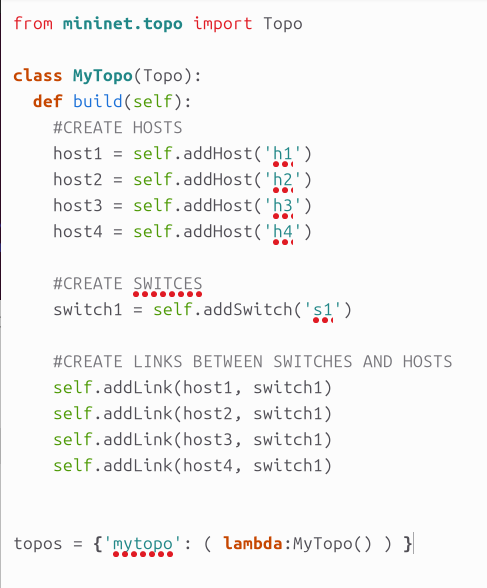 from mininet.topo import Topo

class MyTopo(Topo):
  def build(self):
    #CREATE HOSTS
    host1 = self.addHost('h1')
    host2 = self.addHost('h2')
    host3 = self.addHost('h3')
    host4 = self.addHost('h4')

    #CREATE SWITCES
    switch1 = self.addSwitch('s1')

    #CREATE LINKS BETWEEN SWITCHES AND HOSTS
    self.addLink(host1, switch1)
    self.addLink(host2, switch1)
    self.addLink(host3, switch1)
    self.addLink(host4, switch1)


topos = {'mytopo': ( lambda:MyTopo() ) }